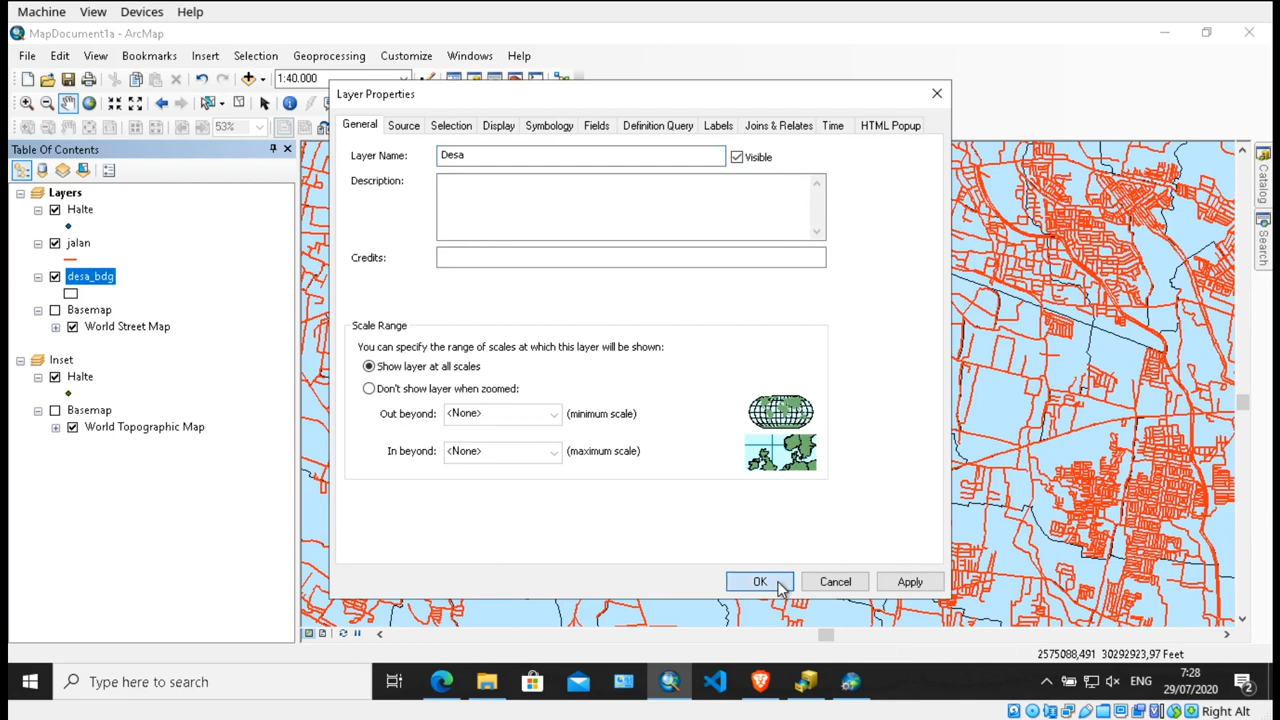 Machine View Devices Help
MapDocument1a - ArcMap
File Edit View Bookmarks Insert Selection Geoprocessing Customize Windows Help
1:40.000
53%
Table Of Contents
Layers
Halte
jalan
desa_bdg
Basemap
World Street Map
Inset
Halte
Basemap
World Topographic Map
Layer Properties
General Source Selection Display Symbology Fields Definition Query Labels Joins & Relates Time HTML Popup
Layer Name: Desa Visible
Description:
Credits:
Scale Range
You can specify the range of scales at which this layer will be shown:
Show layer at all scales
Don't show layer when zoomed:
Out beyond: <None> (minimum scale)
In beyond: <None> (maximum scale)
OK Cancel Apply
Catalog
Search
2575088,491 30292923,97 Feet
Type here to search
ENG
7:28
29/07/2020
2
Right Alt